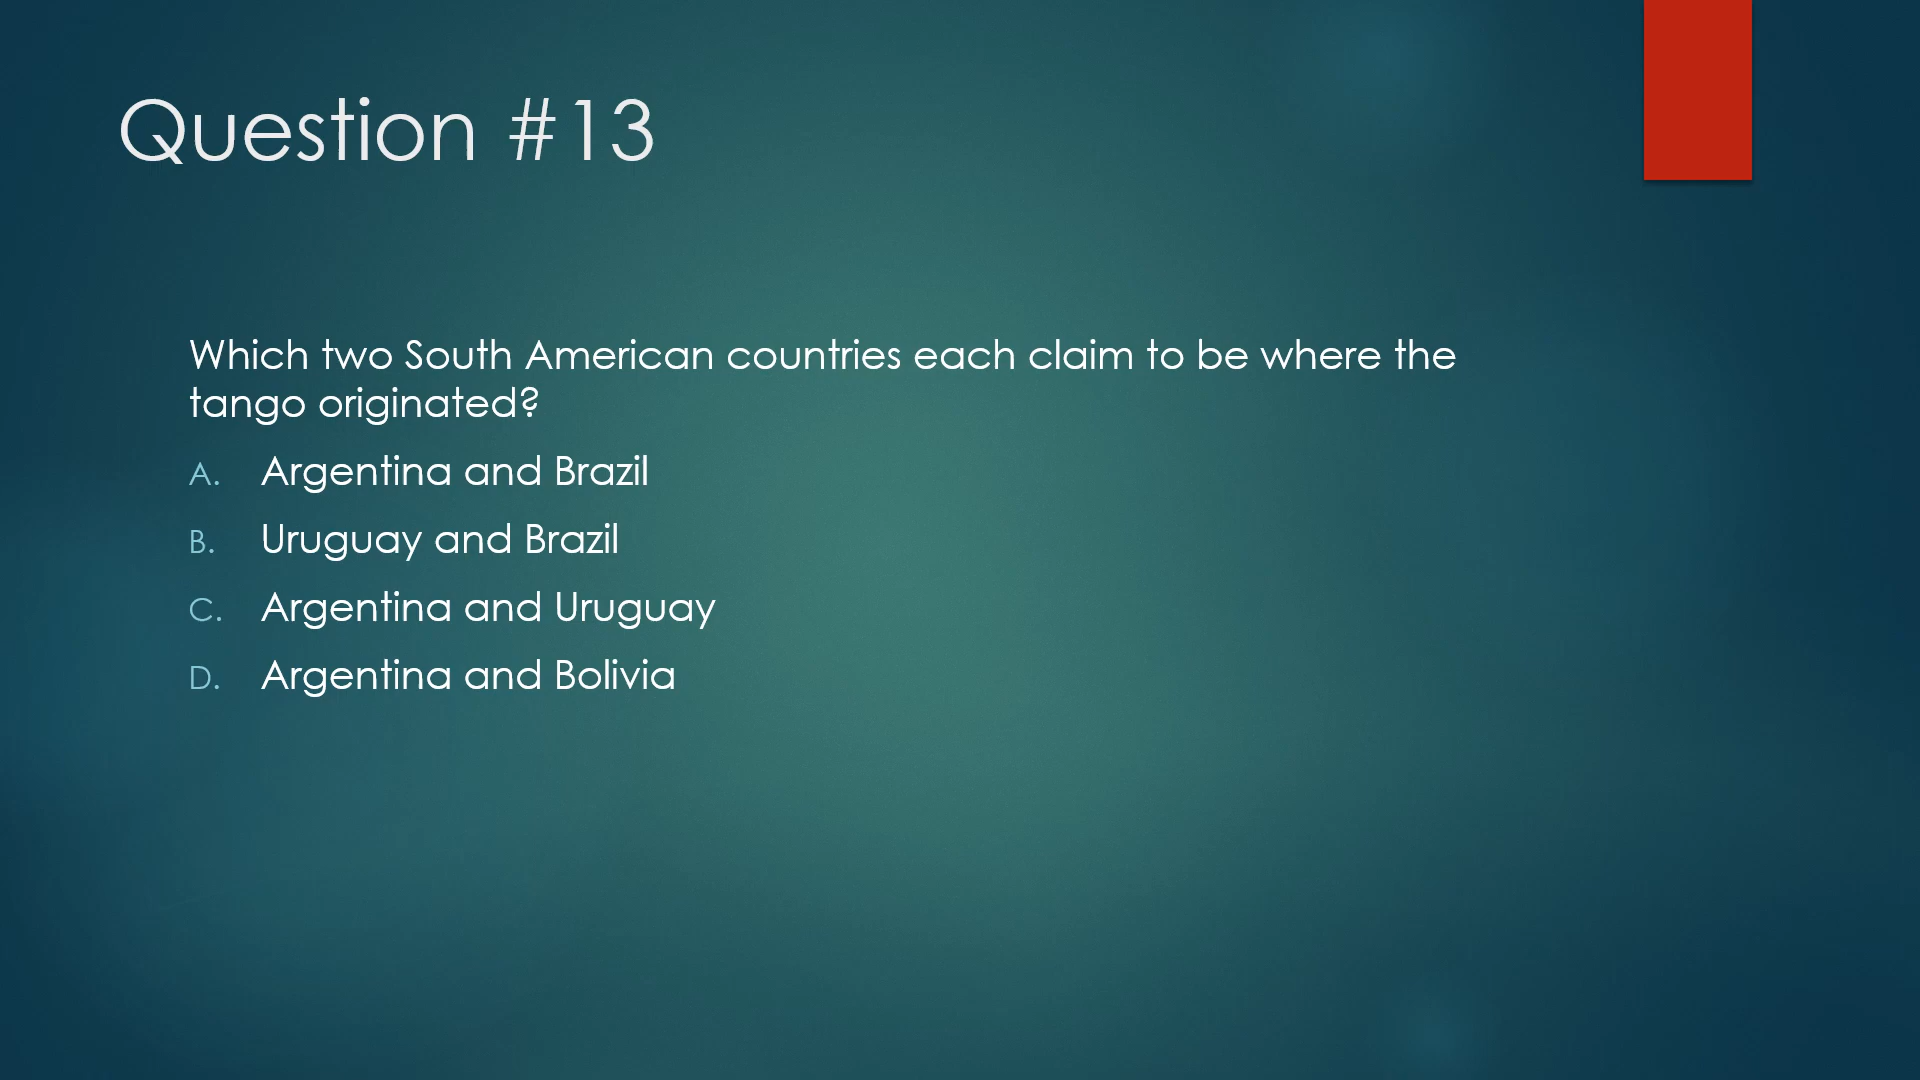 Question #13
Which two South American countries each claim to be where the
tango originated?
A. Argentina and Brazil
B. Uruguay and Brazil
C. Argentina and Uruguay
D. Argentina and Bolivia